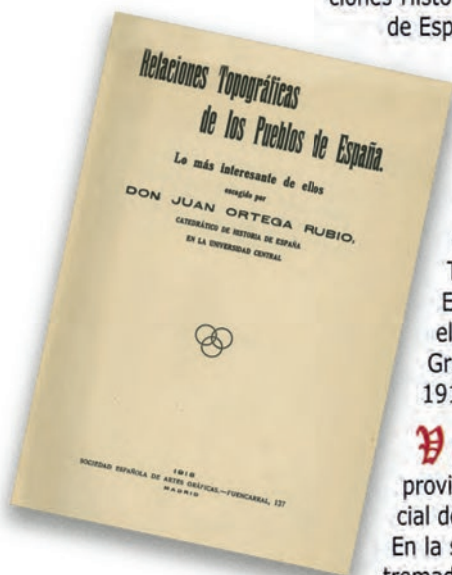 ciones Histo
de Esp
Relaciones Topográficas
de los Pueblos de España.
Lo más interesante de ellos
escogido por
DON JUAN ORTEGA RUBIO,
CATEDRÁTICO DE HISTORIA DE ESPAÑA
EN LA UNIVERSIDAD CENTRAL
1918
SOCIEDAD ESPAÑOLA DE ARTES GRÁFICAS.—FUENCARRAL, 137
MADRID
T
E
el
Gr
191
provi
cial de
En la s
tremad